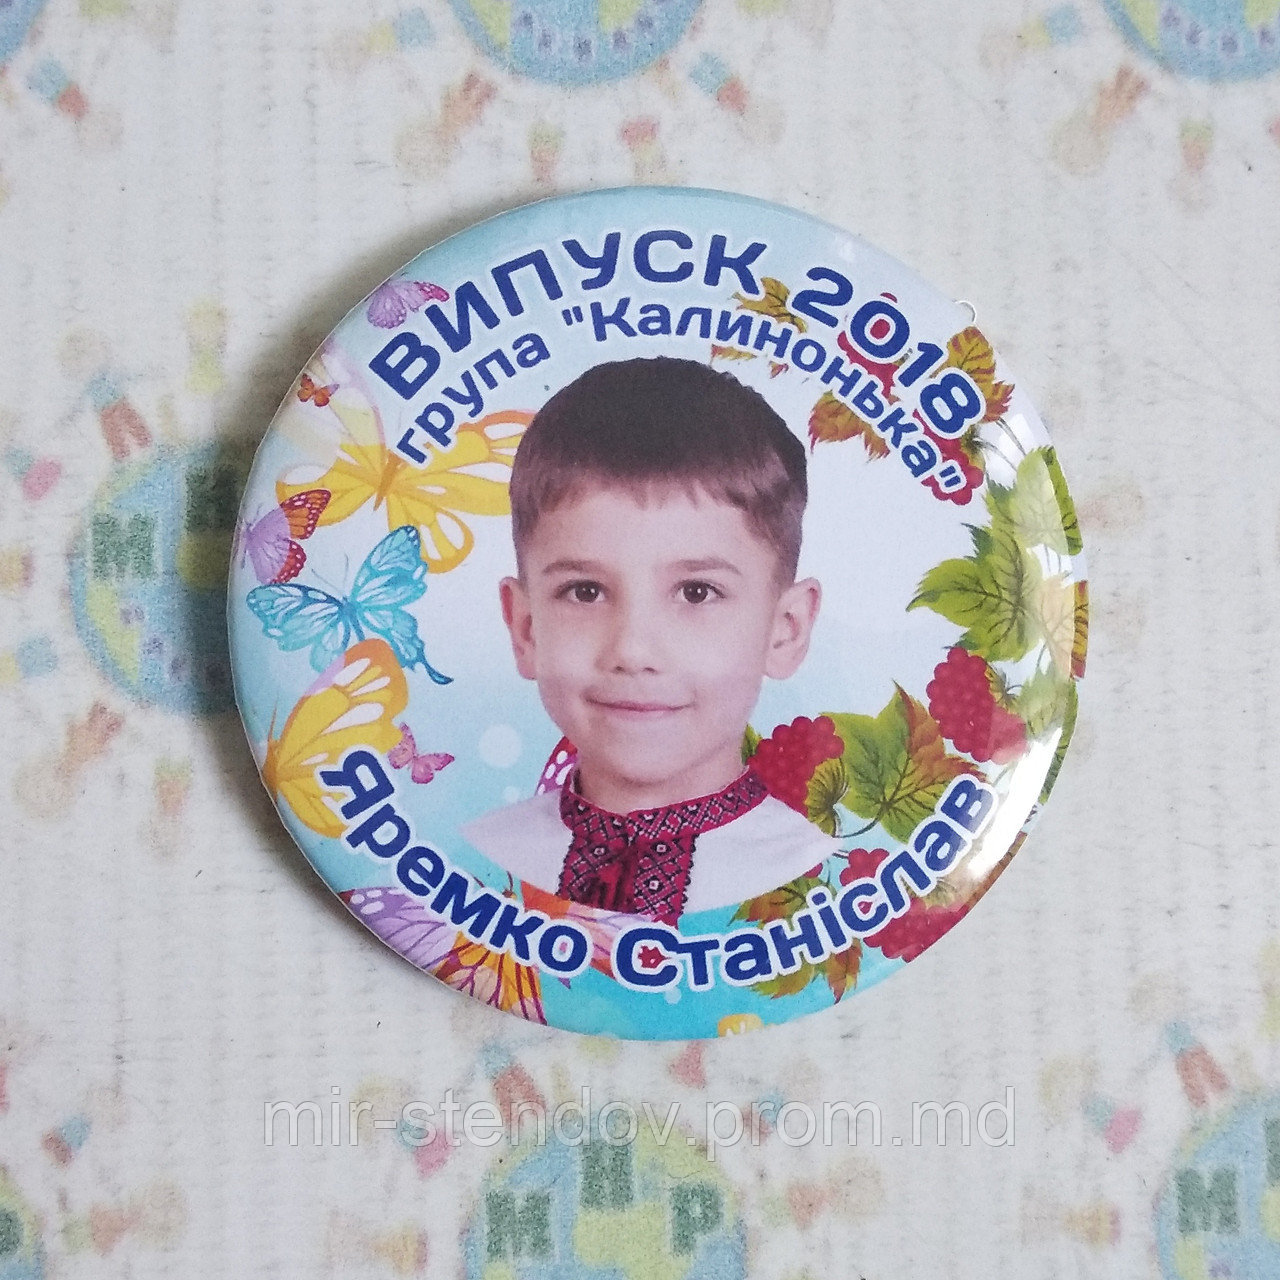 ВИПУСК 2018
група "Калинонька"
Яремко Станіслав
mir-stendov.prom.md